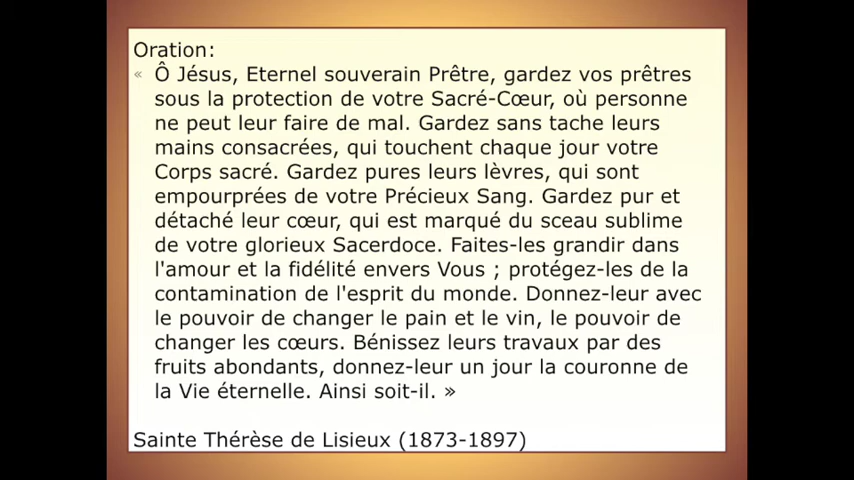 Oration:
« Ô Jésus, Eternel souverain Prêtre, gardez vos prêtres
sous la protection de votre Sacré-Cœur, où personne
ne peut leur faire de mal. Gardez sans tache leurs
mains consacrées, qui touchent chaque jour votre
Corps sacré. Gardez pures leurs lèvres, qui sont
empourprées de votre Précieux Sang. Gardez pur et
détaché leur cœur, qui est marqué du sceau sublime
de votre glorieux Sacerdoce. Faites-les grandir dans
l'amour et la fidélité envers Vous ; protégez-les de la
contamination de l'esprit du monde. Donnez-leur avec
le pouvoir de changer le pain et le vin, le pouvoir de
changer les cœurs. Bénissez leurs travaux par des
fruits abondants, donnez-leur un jour la couronne de
la Vie éternelle. Ainsi soit-il. »
Sainte Thérèse de Lisieux (1873-1897)